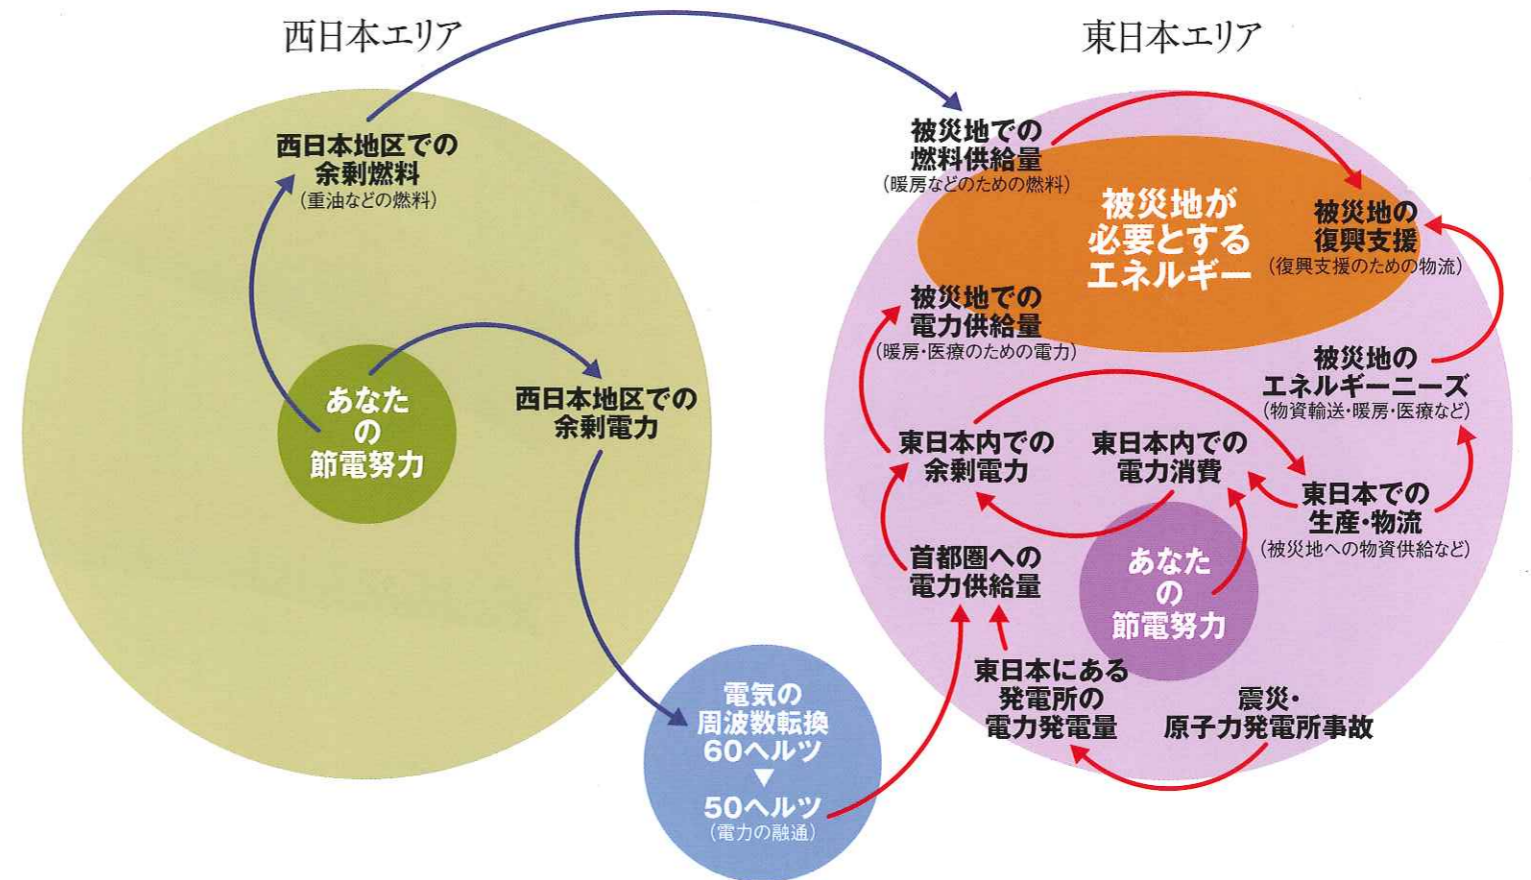 西日本エリア
東日本エリア
西日本地区での
余剰燃料
(重油などの燃料)
あなた
の
節電努力
西日本地区での
余剰電力
電気の
周波数転換
60ヘルツ
▼
50ヘルツ
(電力の融通)
被災地での
燃料供給量
(暖房などのための燃料)
被災地が
必要とする
エネルギー
被災地の
復興支援
(復興支援のための物流)
被災地での
電力供給量
(暖房・医療のための電力)
被災地の
エネルギーニーズ
(物資輸送・暖房・医療など)
東日本内での
余剰電力
東日本内での
電力消費
東日本での
生産・物流
(被災地への物資供給など)
首都圏への
電力供給量
あなた
の
節電努力
東日本にある
発電所の
電力発電量
震災・
原子力発電所事故